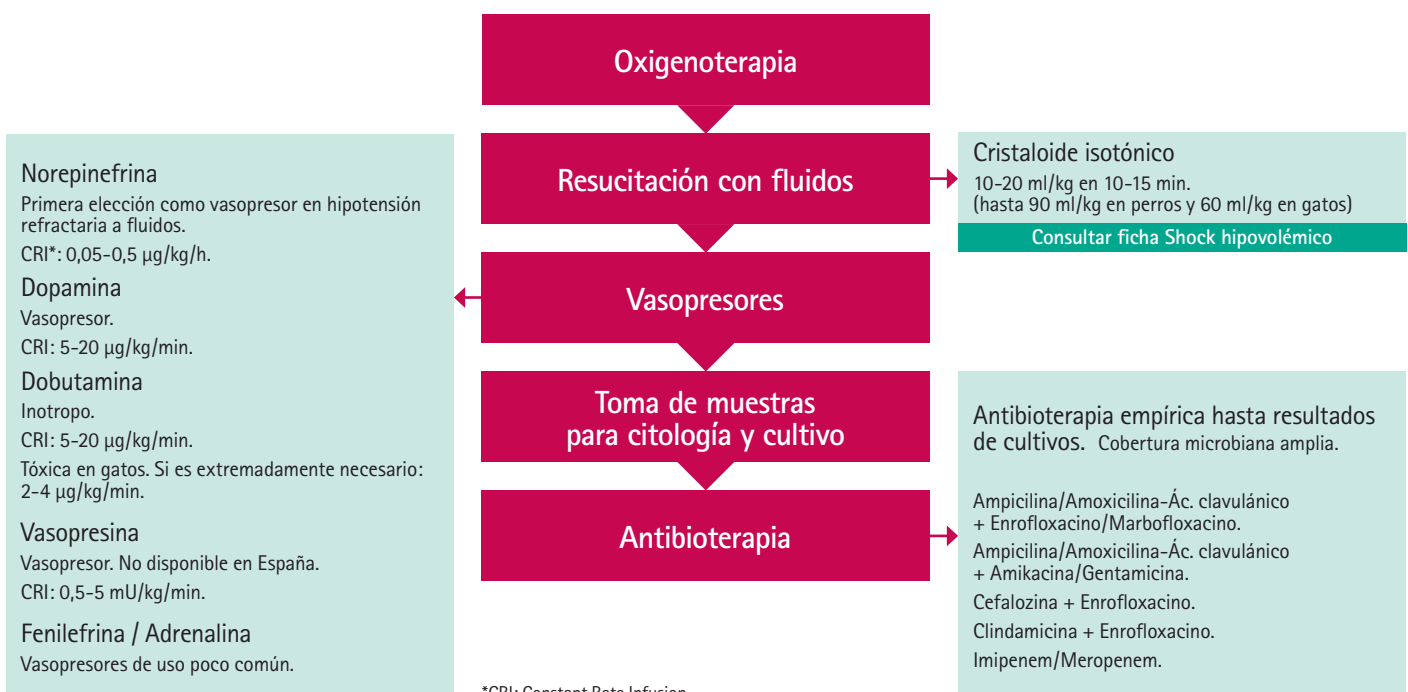 Oxigenoterapia
Resucitación con fluidos
Cristaloide isotónico
10-20 ml/kg en 10-15 min.
(hasta 90 ml/kg en perros y 60 ml/kg en gatos)
Consultar ficha Shock hipovolémico
Vasopresores
Norepinefrina
Primera elección como vasopresor en hipotensión
refractaria a fluidos.
CRI*: 0,05-0,5 µg/kg/h.
Dopamina
Vasopresor.
CRI: 5-20 µg/kg/min.
Dobutamina
Inotropo.
CRI: 5-20 µg/kg/min.
Tóxica en gatos. Si es extremadamente necesario:
2-4 µg/kg/min.
Vasopresina
Vasopresor. No disponible en España.
CRI: 0,5-5 mU/kg/min.
Fenilefrina / Adrenalina
Vasopresores de uso poco común.
Toma de muestras
para citología y cultivo
Antibioterapia
Antibioterapia empírica hasta resultados
de cultivos. Cobertura microbiana amplia.
Ampicilina/Amoxicilina-Ác. clavulánico
+ Enrofloxacino/Marbofloxacino.
Ampicilina/Amoxicilina-Ác. clavulánico
+ Amikacina/Gentamicina.
Cefalozina + Enrofloxacino.
Clindamicina + Enrofloxacino.
Imipenem/Meropenem.
*CRI: Constant Rate Infusion